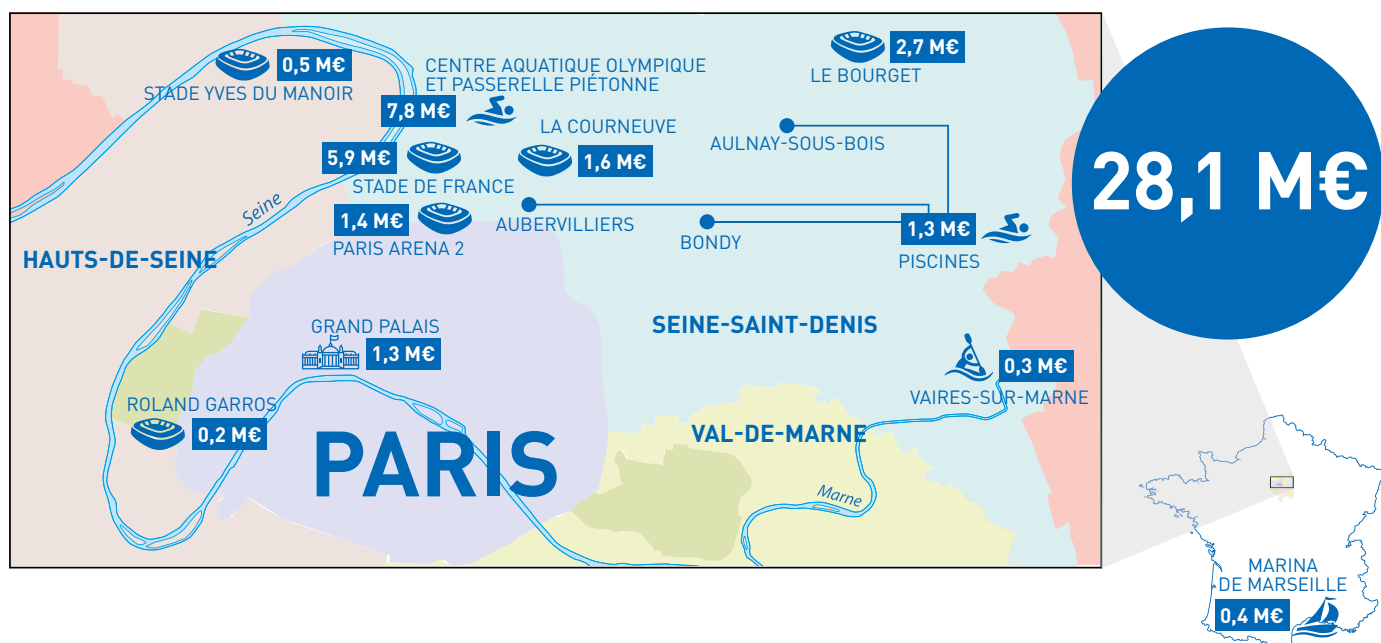 0,5 M€
STADE YVES DU MANOIR
CENTRE AQUATIQUE OLYMPIQUE
ET PASSERELLE PIÉTONNE
7,8 M€
2,7 M€
LE BOURGET
LA COURNEUVE
1,6 M€
AULNAY-SOUS-BOIS
5,9 M€
STADE DE FRANCE
1,4 M€
PARIS ARENA 2
AUBERVILLIERS
BONDY
1,3 M€
PISCINES
Seine
HAUTS-DE-SEINE
SEINE-SAINT-DENIS
GRAND PALAIS
1,3 M€
0,3 M€
VAIRES-SUR-MARNE
ROLAND GARROS
0,2 M€
PARIS
VAL-DE-MARNE
Marne
28,1 M€
MARINA
DE MARSEILLE
0,4 M€